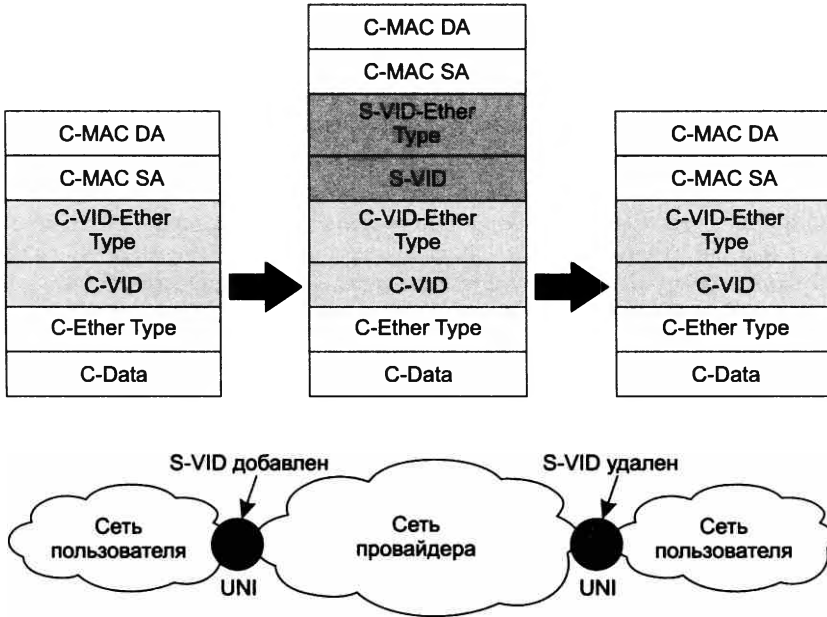 C-MAC DA
C-MAC SA
C-VID-Ether
Type
C-VID
C-Ether Type
C-Data
C-MAC DA
C-MAC SA
S-VID-Ether
Type
S-VID
C-VID-Ether
Type
C-VID
C-Ether Type
C-Data
C-MAC DA
C-MAC SA
C-VID-Ether
Type
C-VID
C-Ether Type
C-Data
S-VID добавлен
S-VID удален
Сеть
пользователя
UNI
Сеть
провайдера
UNI
Сеть
пользователя